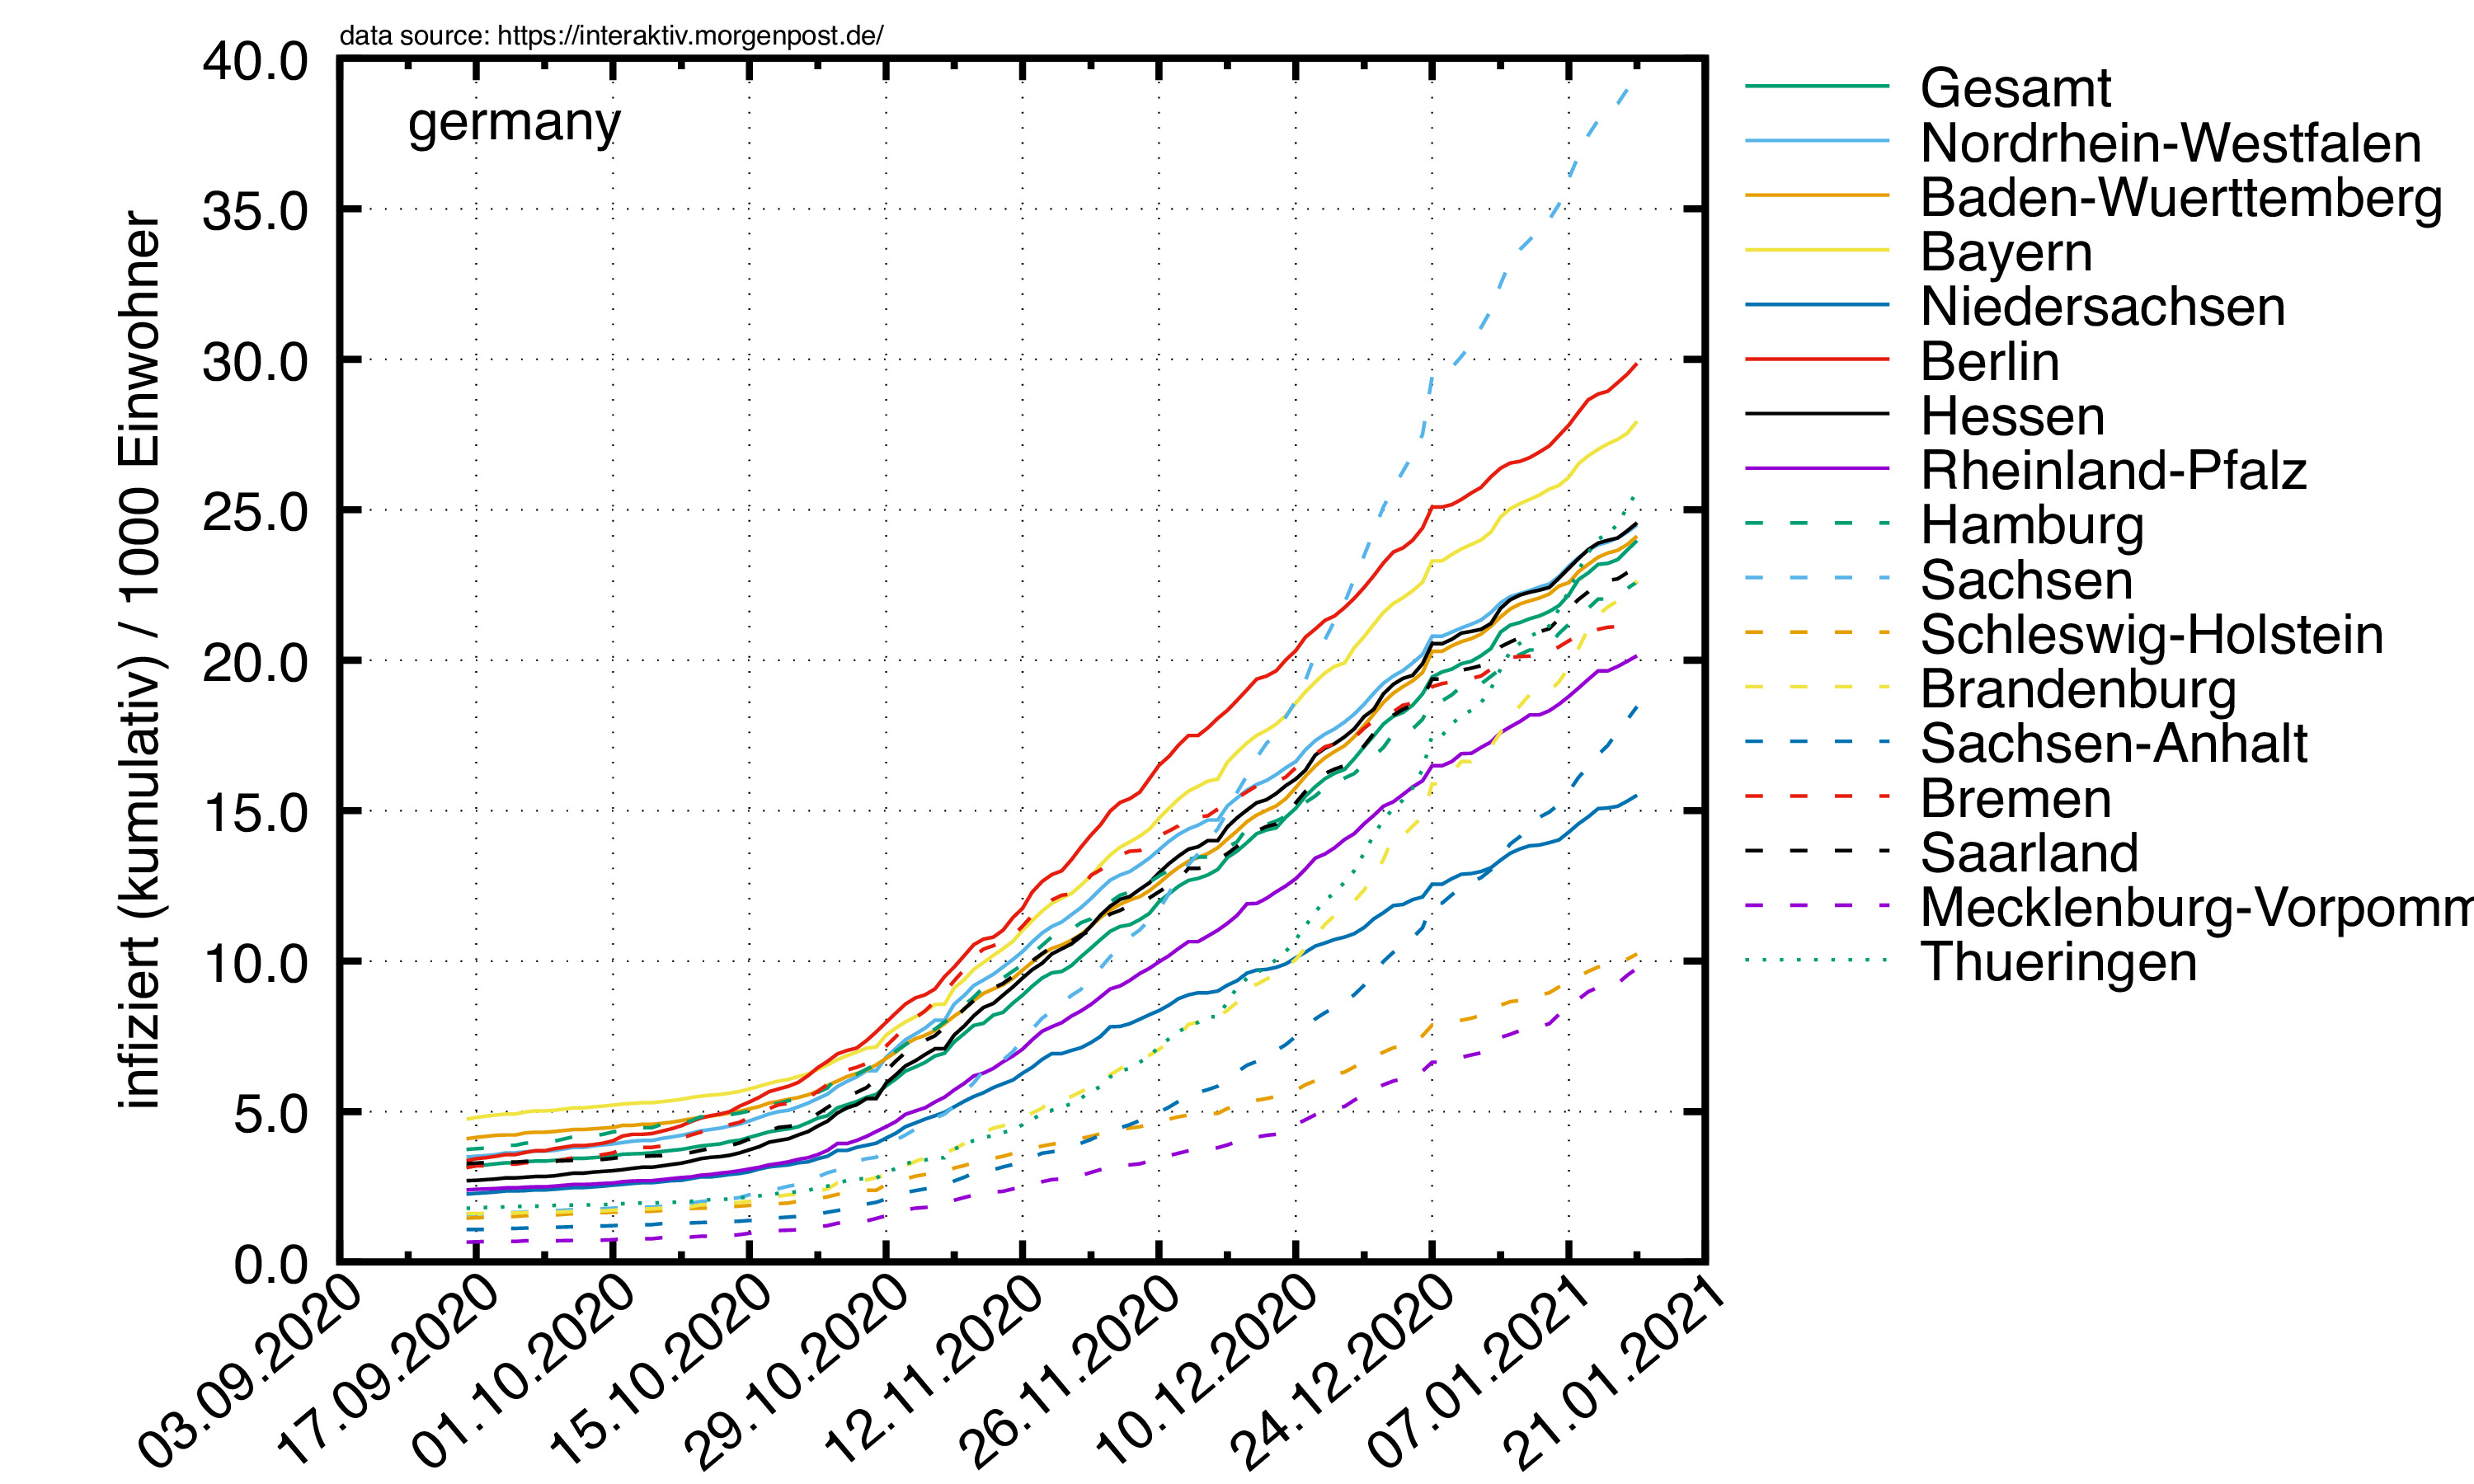 data source: https://interaktiv.morgenpost.de/
germany
infiziert (kumulativ) / 1000 Einwohner
40.0
35.0
30.0
25.0
20.0
15.0
10.0
5.0
0.0
03.09.2020
17.09.2020
01.10.2020
15.10.2020
29.10.2020
12.11.2020
26.11.2020
10.12.2020
24.12.2020
07.01.2021
21.01.2021
Gesamt
Nordrhein-Westfalen
Baden-Wuerttemberg
Bayern
Niedersachsen
Berlin
Hessen
Rheinland-Pfalz
Hamburg
Sachsen
Schleswig-Holstein
Brandenburg
Sachsen-Anhalt
Bremen
Saarland
Mecklenburg-Vorpomm
Thueringen